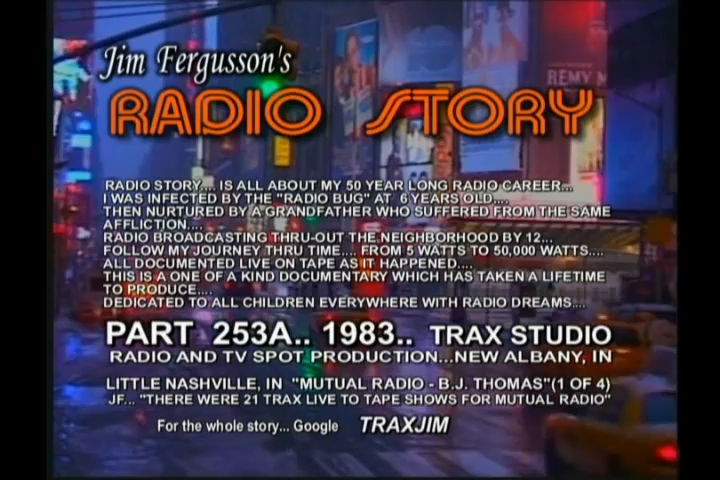 Jim Fergusson's
RADIO STORY
REMY M
RADIO STORY.... IS ALL ABOUT MY 50 YEAR LONG RADIO CAREER...
I WAS INFECTED BY THE "RADIO BUG" AT 6 YEARS OLD....
THEN NURTURED BY A GRANDFATHER WHO SUFFERED FROM THE SAME
AFFLICTION....
RADIO BROADCASTING THRU-OUT THE NEIGHBORHOOD BY 12...
FOLLOW MY JOURNEY THRU TIME.... FROM 5 WATTS TO 50,000 WATTS....
ALL DOCUMENTED LIVE ON TAPE AS IT HAPPENED....
THIS IS A ONE OF A KIND DOCUMENTARY WHICH HAS TAKEN A LIFETIME
TO PRODUCE....
DEDICATED TO ALL CHILDREN EVERYWHERE WITH RADIO DREAMS....
PART 253A.. 1983.. TRAX STUDIO
RADIO AND TV SPOT PRODUCTION...NEW ALBANY, IN
LITTLE NASHVILLE, IN "MUTUAL RADIO - B.J. THOMAS"(1 OF 4)
JF... "THERE WERE 21 TRAX LIVE TO TAPE SHOWS FOR MUTUAL RADIO"
For the whole story... Google TRAXJIM